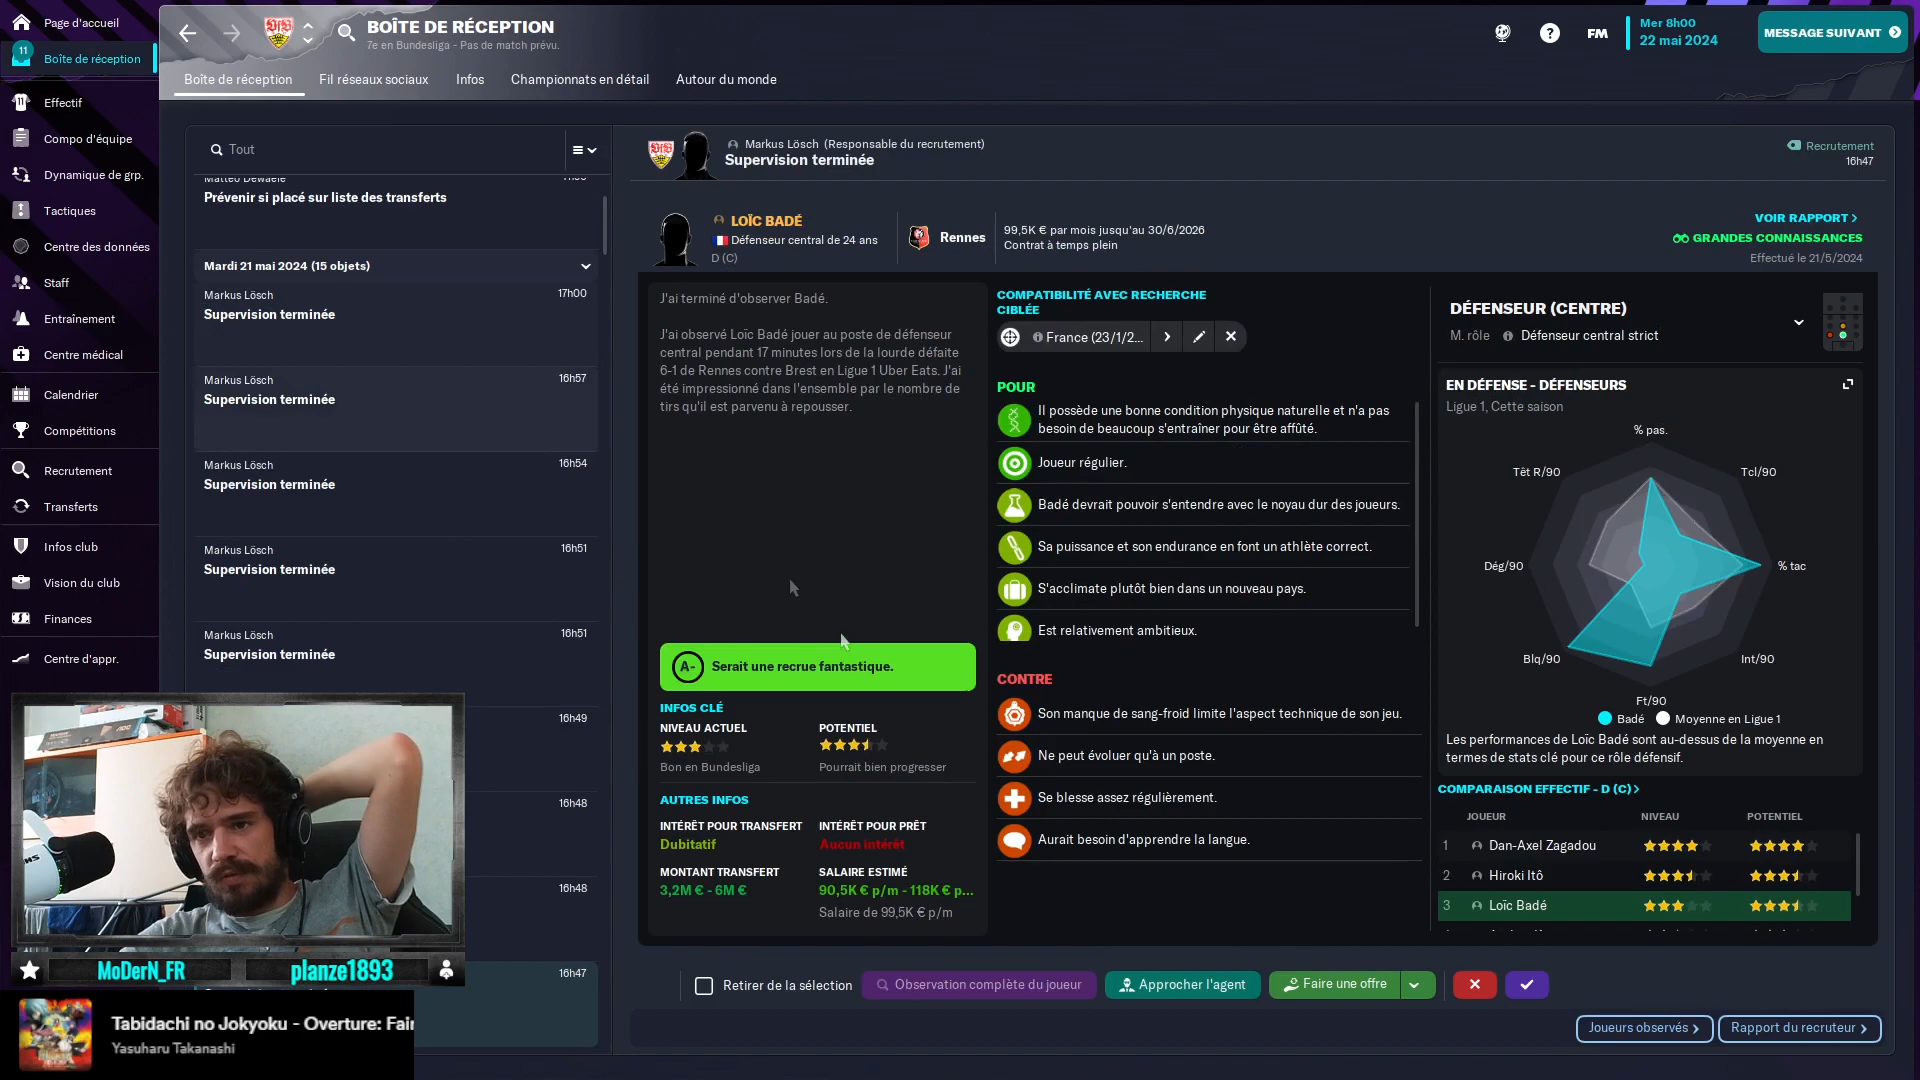 Page d'accueil
11
Boîte de réception
Effectif
Compo d'équipe
Dynamique de grp.
Tactiques
Centre des données
Staff
Entraînement
Centre médical
Calendrier
Compétitions
Recrutement
Transferts
Infos club
Vision du club
Finances
Centre d'appr.
BOÎTE DE RÉCEPTION
7e en Bundesliga - Pas de match prévu.
FM
Mer 8h00
22 mai 2024
MESSAGE SUIVANT
Boîte de réception
Fil réseaux sociaux
Infos
Championnats en détail
Autour du monde
Tout
Prévenir si placé sur liste des transferts
Mardi 21 mai 2024 (15 objets)
Markus Lösch 17h00
Supervision terminée
Markus Lösch 16h57
Supervision terminée
Markus Lösch 16h54
Supervision terminée
Markus Lösch 16h51
Supervision terminée
Markus Lösch 16h51
Supervision terminée
16h49
16h48
16h48
16h47
Markus Lösch (Responsable du recrutement)
Supervision terminée
Recrutement
16h47
LOÏC BADÉ
Défenseur central de 24 ans
D (C)
Rennes
99,5K € par mois jusqu'au 30/6/2026
Contrat à temps plein
VOIR RAPPORT >
GRANDES CONNAISSANCES
Effectué le 21/5/2024
J'ai terminé d'observer Badé.
J'ai observé Loïc Badé jouer au poste de défenseur
central pendant 17 minutes lors de la lourde défaite
6-1 de Rennes contre Brest en Ligue 1 Uber Eats. J'ai
été impressionné dans l'ensemble par le nombre de
tirs qu'il est parvenu à repousser.
A-
Serait une recrue fantastique.
INFOS CLÉ
NIVEAU ACTUEL POTENTIEL
Bon en Bundesliga Pourrait bien progresser
AUTRES INFOS
INTÉRÊT POUR TRANSFERT INTÉRÊT POUR PRÊT
Dubitatif Aucun intérêt
MONTANT TRANSFERT SALAIRE ESTIMÉ
3,2M € - 6M € 90,5K € p/m - 118K € p...
Salaire de 99,5K € p/m
COMPATIBILITÉ AVEC RECHERCHE
CIBLÉE
France (23/1/2...
POUR
Il possède une bonne condition physique naturelle et n'a pas
besoin de beaucoup s'entraîner pour être affûté.
Joueur régulier.
Badé devrait pouvoir s'entendre avec le noyau dur des joueurs.
Sa puissance et son endurance en font un athlète correct.
S'acclimate plutôt bien dans un nouveau pays.
Est relativement ambitieux.
CONTRE
Son manque de sang-froid limite l'aspect technique de son jeu.
Ne peut évoluer qu'à un poste.
Se blesse assez régulièrement.
Aurait besoin d'apprendre la langue.
DÉFENSEUR (CENTRE)
M. rôle Défenseur central strict
EN DÉFENSE - DÉFENSEURS
Ligue 1, Cette saison
% pas.
Têt R/90
Tcl/90
Dég/90
% tac
Blq/90
Int/90
Ft/90
Badé
Moyenne en Ligue 1
Les performances de Loïc Badé sont au-dessus de la moyenne en
termes de stats clé pour ce rôle défensif.
COMPARAISON EFFECTIF - D (C) >
JOUEUR NIVEAU POTENTIEL
1 Dan-Axel Zagadou
2 Hiroki Itô
3 Loïc Badé
Retirer de la sélection
Observation complète du joueur
Approcher l'agent
Faire une offre
Joueurs observés >
Rapport du recruteur >
MoDerN_FR
planze1893
Tabidachi no Jokyoku - Overture: Fair
Yasuharu Takanashi